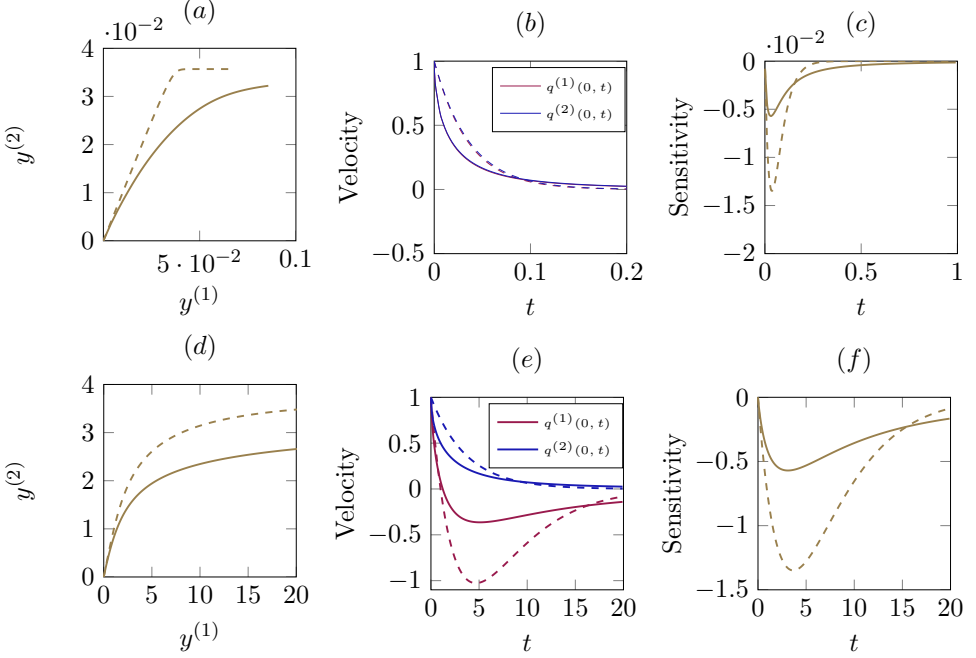 (a)
·10−2
4
3
2
1
0
5 · 10−2
0.1
y(2)
y(1)
(b)
1
0.5
0
−0.5
0
0.1
0.2
Velocity
t
q(1)(0, t)
q(2)(0, t)
(c)
·10−2
0
−0.5
−1
−1.5
−2
0
0.5
1
Sensitivity
t
(d)
4
3
2
1
0
0
5
10
15
20
y(2)
y(1)
(e)
1
0.5
0
−0.5
−1
0
5
10
15
20
Velocity
t
q(1)(0, t)
q(2)(0, t)
(f)
0
−0.5
−1
−1.5
0
5
10
15
20
Sensitivity
t